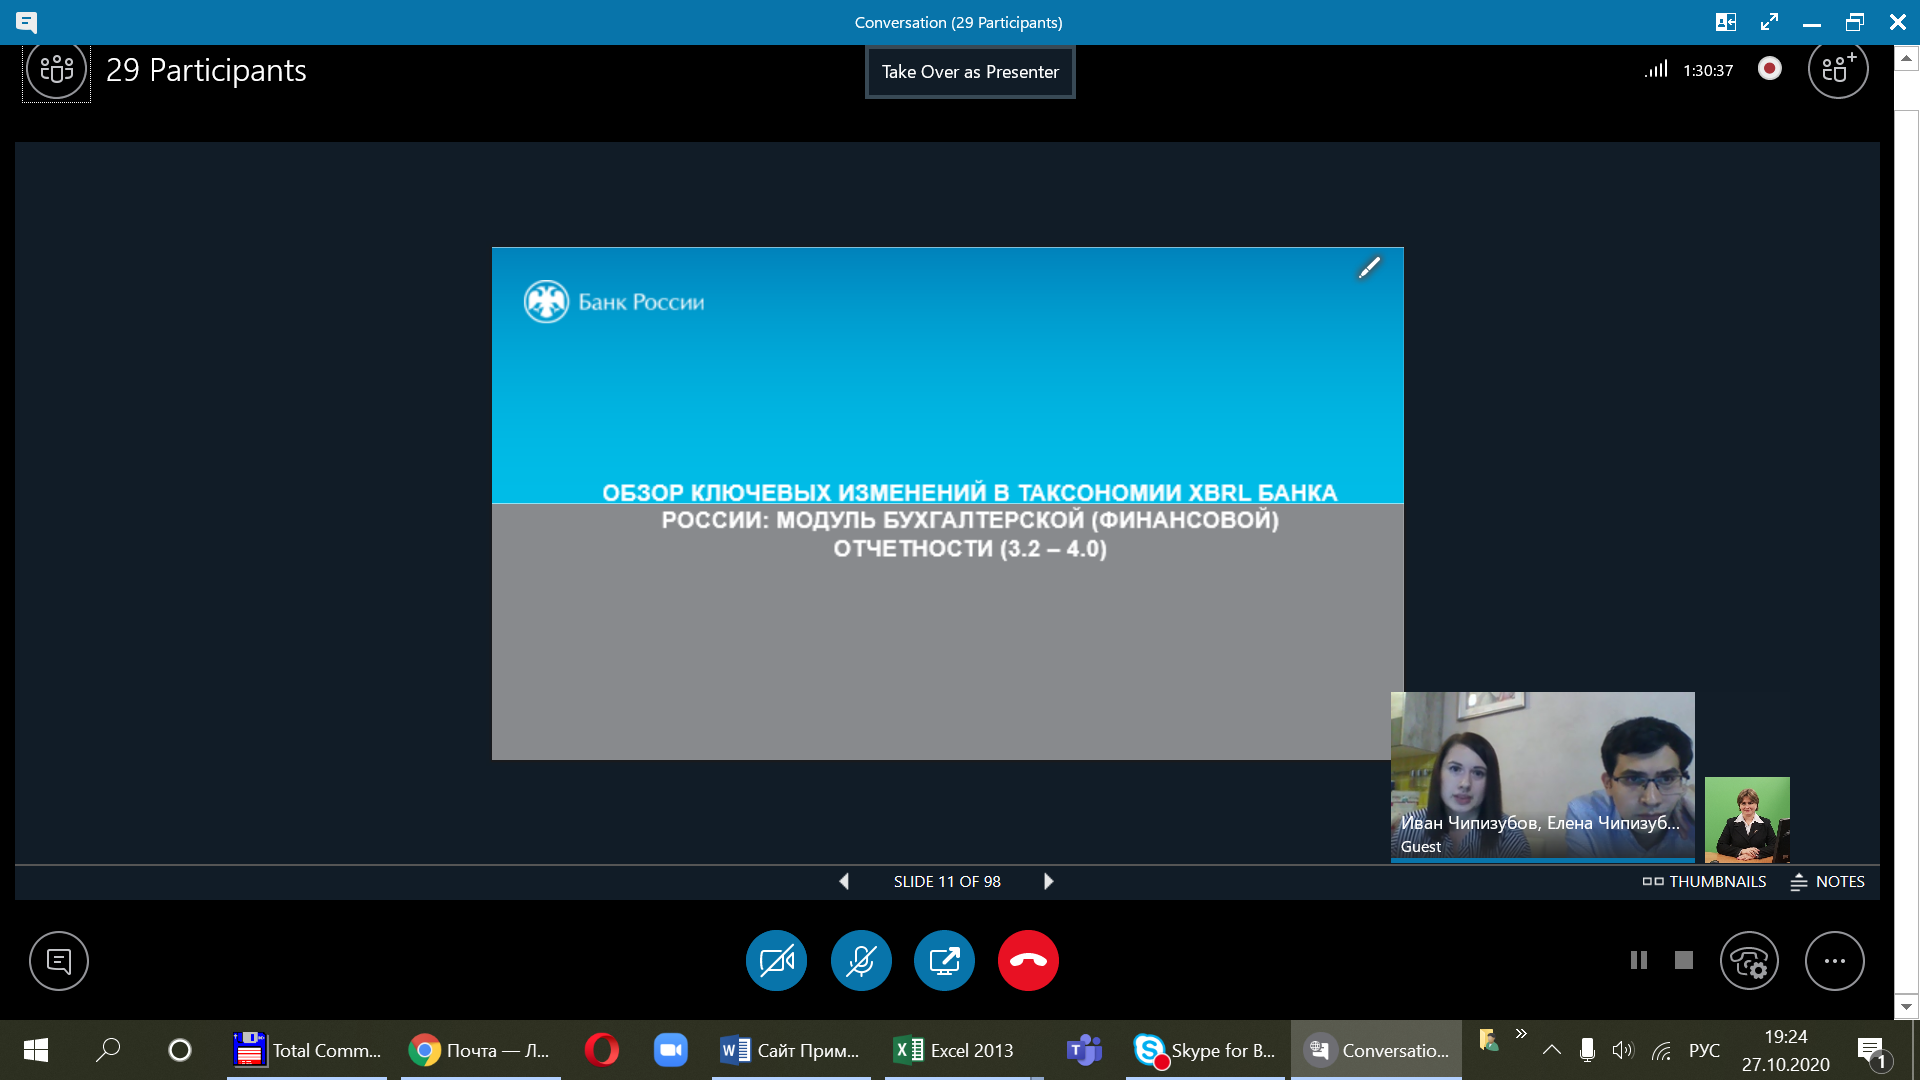 Conversation (29 Participants)
29 Participants
Take Over as Presenter
1:30:37
Банк России
ОБЗОР КЛЮЧЕВЫХ ИЗМЕНЕНИЙ В ТАКСОНОМИИ XBRL БАНКА
РОССИИ: МОДУЛЬ БУХГАЛТЕРСКОЙ (ФИНАНСОВОЙ)
ОТЧЕТНОСТИ (3.2 – 4.0)
Иван Чипизубов, Елена Чипизуб...
Guest
SLIDE 11 OF 98
THUMBNAILS
NOTES
Total Comm...
Почта — Л...
Сайт Прим...
Excel 2013
Skype for B...
Conversatio...
РУС
19:24
27.10.2020
1